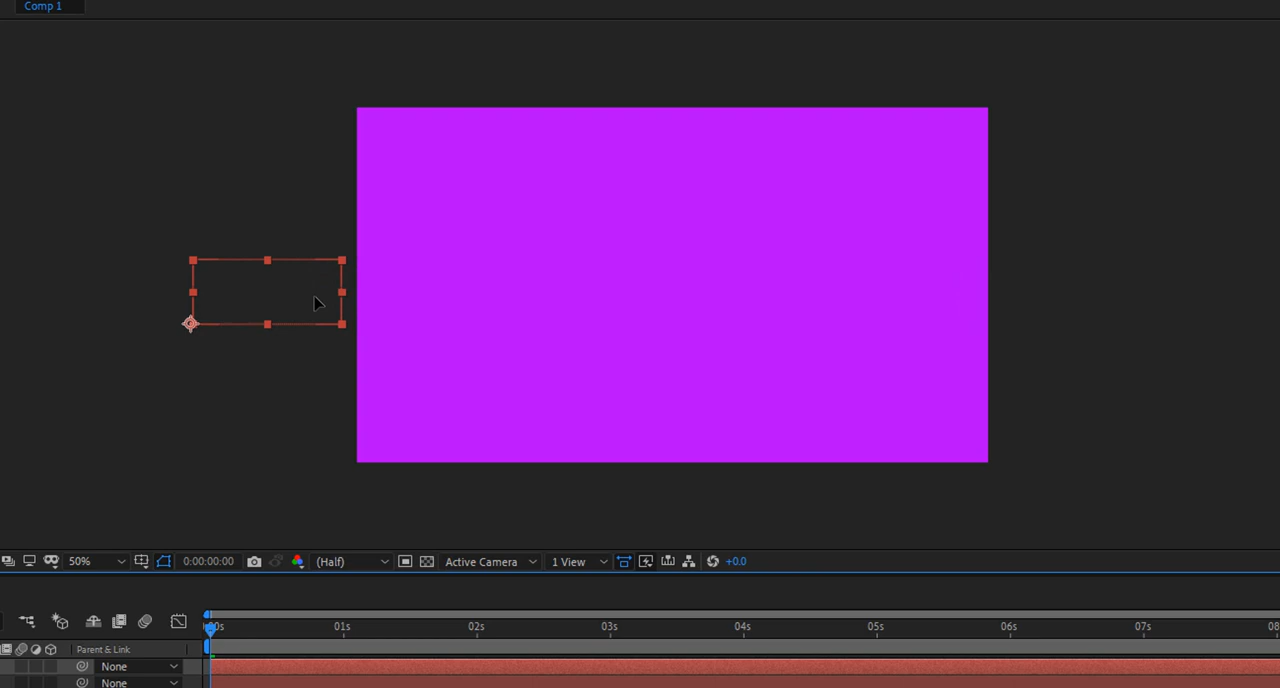 Comp 1
50% 0:00:00:00 (Half) Active Camera 1 View +0.0
01s 02s 03s 04s 05s 06s 07s
Parent & Link
None
None